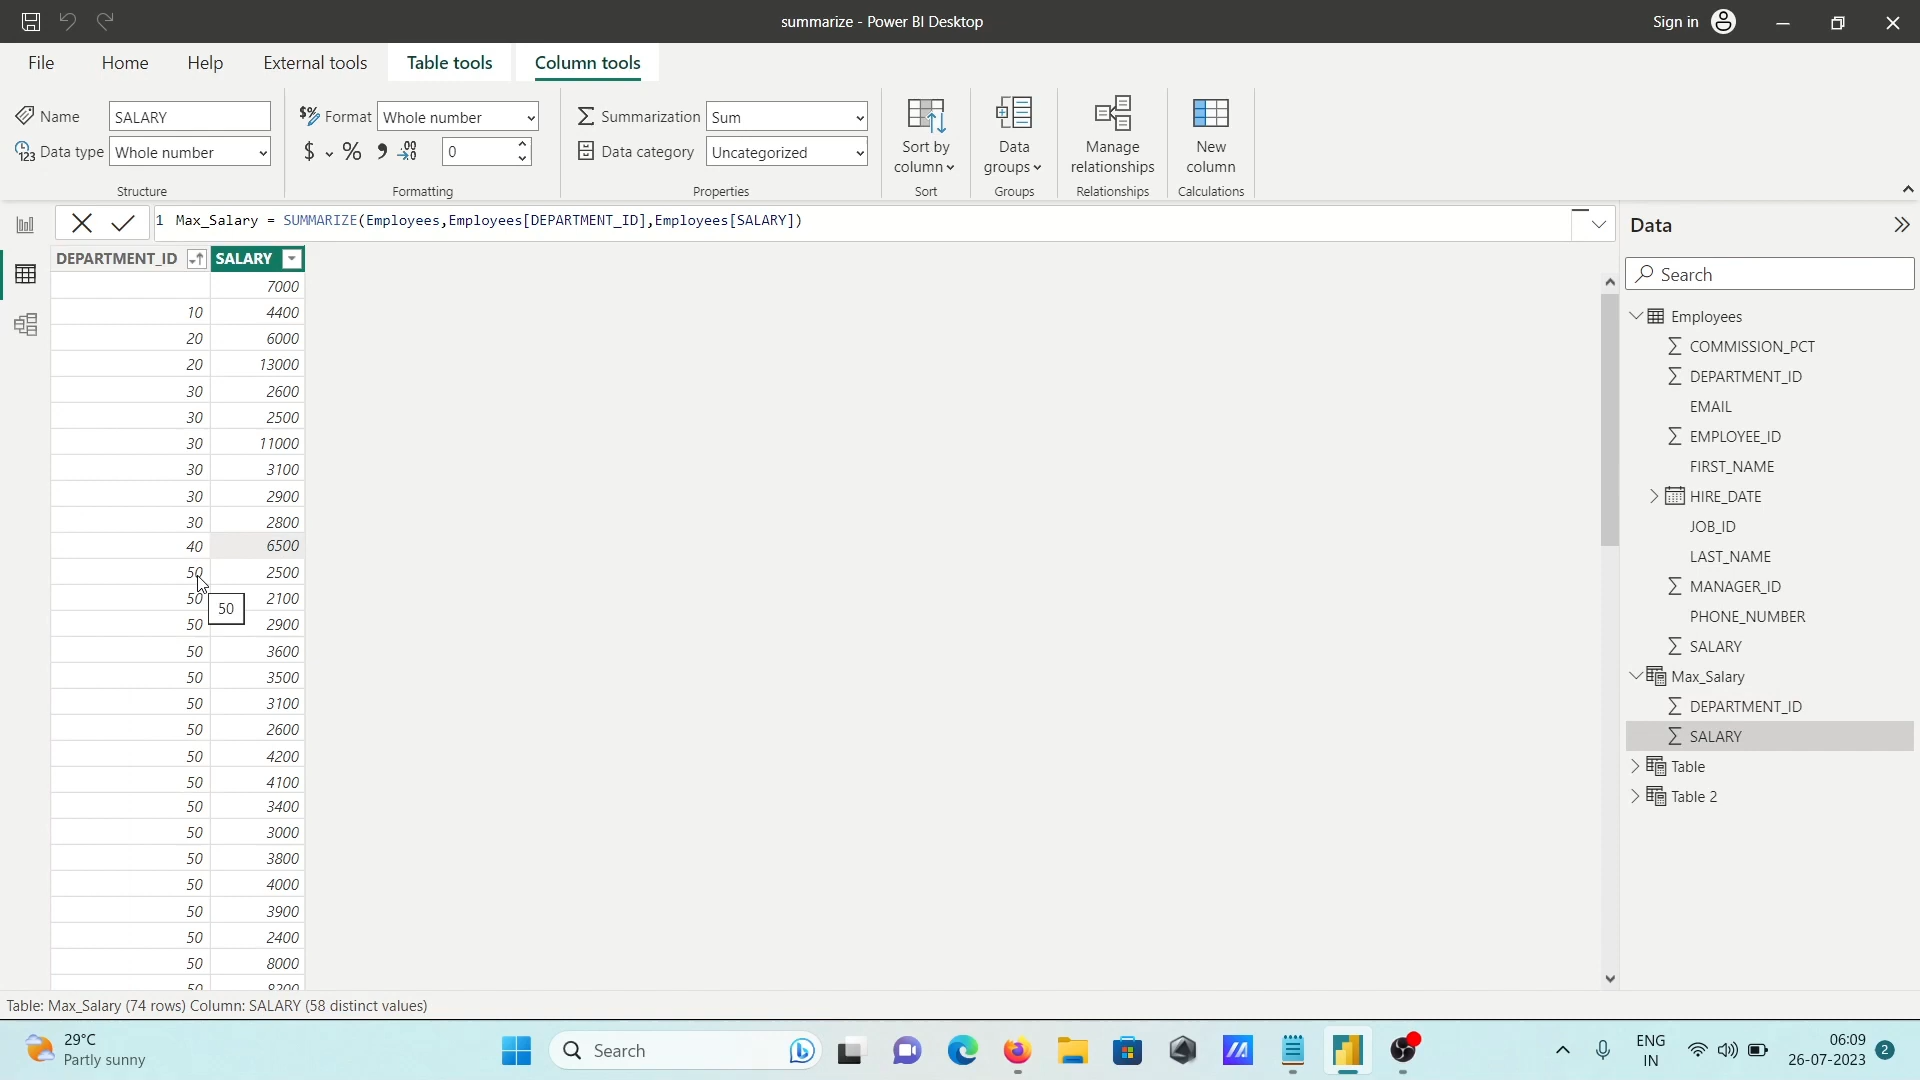 summarize - Power BI Desktop
Sign in
File Home Help External tools Table tools Column tools
Name SALARY
Data type Whole number
Structure
Format Whole number
$ % 0
Formatting
Summarization Sum
Data category Uncategorized
Properties
Sort by
column
Sort
Data
groups
Groups
Manage
relationships
Relationships
New
column
Calculations
1 Max_Salary = SUMMARIZE(Employees,Employees[DEPARTMENT_ID],Employees[SALARY])
DEPARTMENT_ID SALARY
7000
10 4400
20 6000
20 13000
30 2600
30 2500
30 11000
30 3100
30 2900
30 2800
40 6500
50 2500
50 2100
50
50 2900
50 3600
50 3500
50 3100
50 2600
50 4200
50 4100
50 3400
50 3000
50 3800
50 4000
50 3900
50 2400
50 8000
50 8200
Data
Search
Employees
COMMISSION_PCT
DEPARTMENT_ID
EMAIL
EMPLOYEE_ID
FIRST_NAME
HIRE_DATE
JOB_ID
LAST_NAME
MANAGER_ID
PHONE_NUMBER
SALARY
Max_Salary
DEPARTMENT_ID
SALARY
Table
Table 2
Table: Max_Salary (74 rows) Column: SALARY (58 distinct values)
29°C
Partly sunny
Search
ENG
IN
06:09
26-07-2023
2